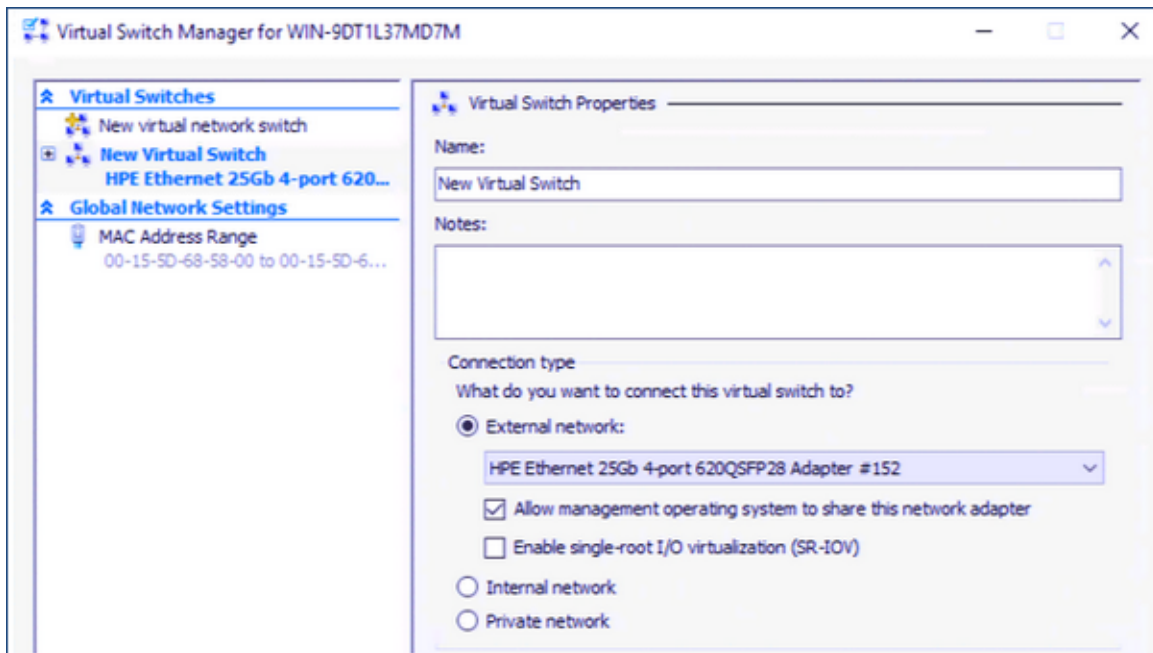 Virtual Switch Manager for WIN-9DT1L37MD7M
Virtual Switches
New virtual network switch
New Virtual Switch
HPE Ethernet 25Gb 4-port 620...
Global Network Settings
MAC Address Range
00-15-5D-68-58-00 to 00-15-5D-6...
Virtual Switch Properties
Name:
New Virtual Switch
Notes:
Connection type
What do you want to connect this virtual switch to?
External network:
HPE Ethernet 25Gb 4-port 620QSFP28 Adapter #152
Allow management operating system to share this network adapter
Enable single-root I/O virtualization (SR-IOV)
Internal network
Private network